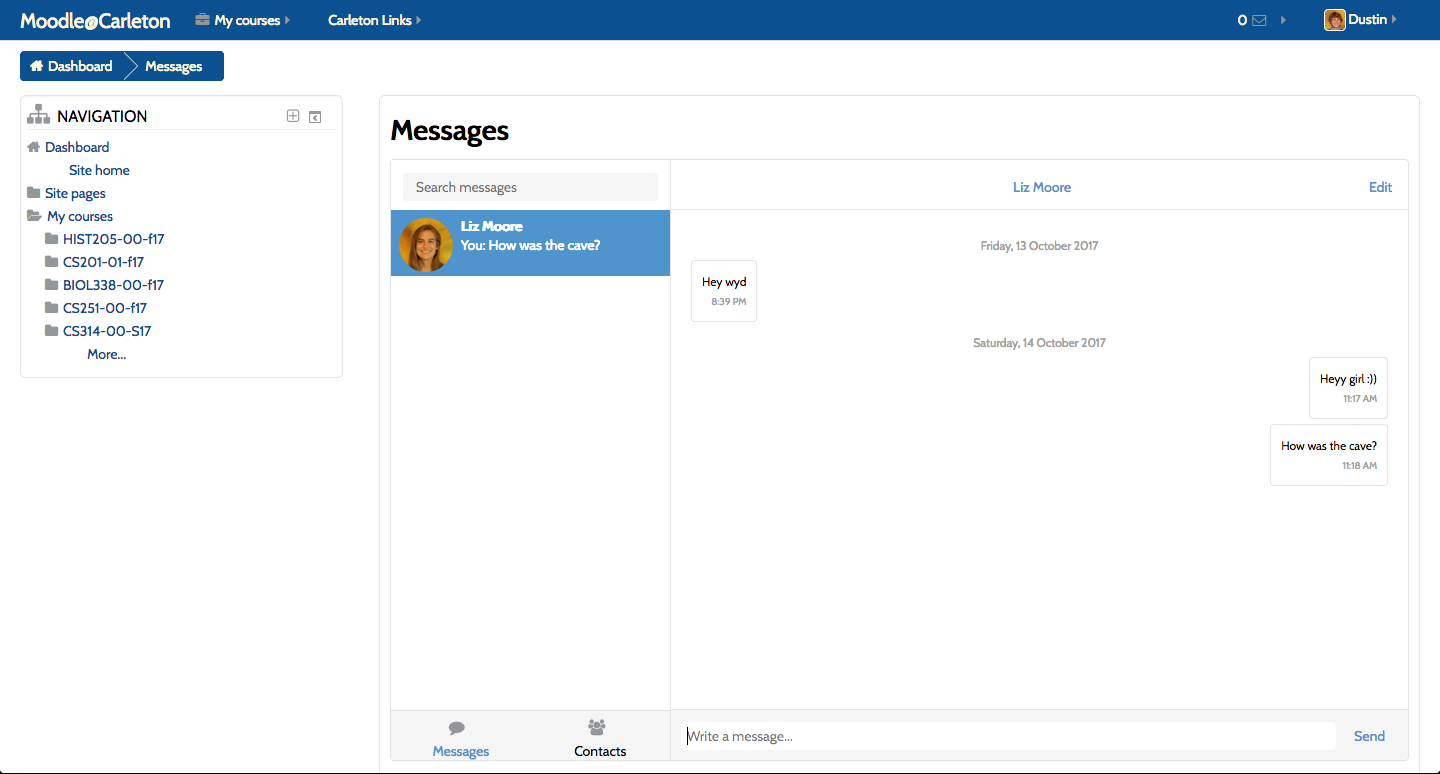 Moodle@Carleton My courses Carleton Links 0 Dustin
Dashboard Messages
NAVIGATION
Dashboard
Site home
Site pages
My courses
HIST205-00-f17
CS201-01-f17
BIOL338-00-f17
CS251-00-f17
CS314-00-S17
More...
Messages
Search messages
Liz Moore
You: How was the cave?
Messages
Contacts
Liz Moore Edit
Friday, 13 October 2017
Hey wyd
8:39 PM
Saturday, 14 October 2017
Heyy girl :))
11:17 AM
How was the cave?
11:18 AM
Write a message... Send